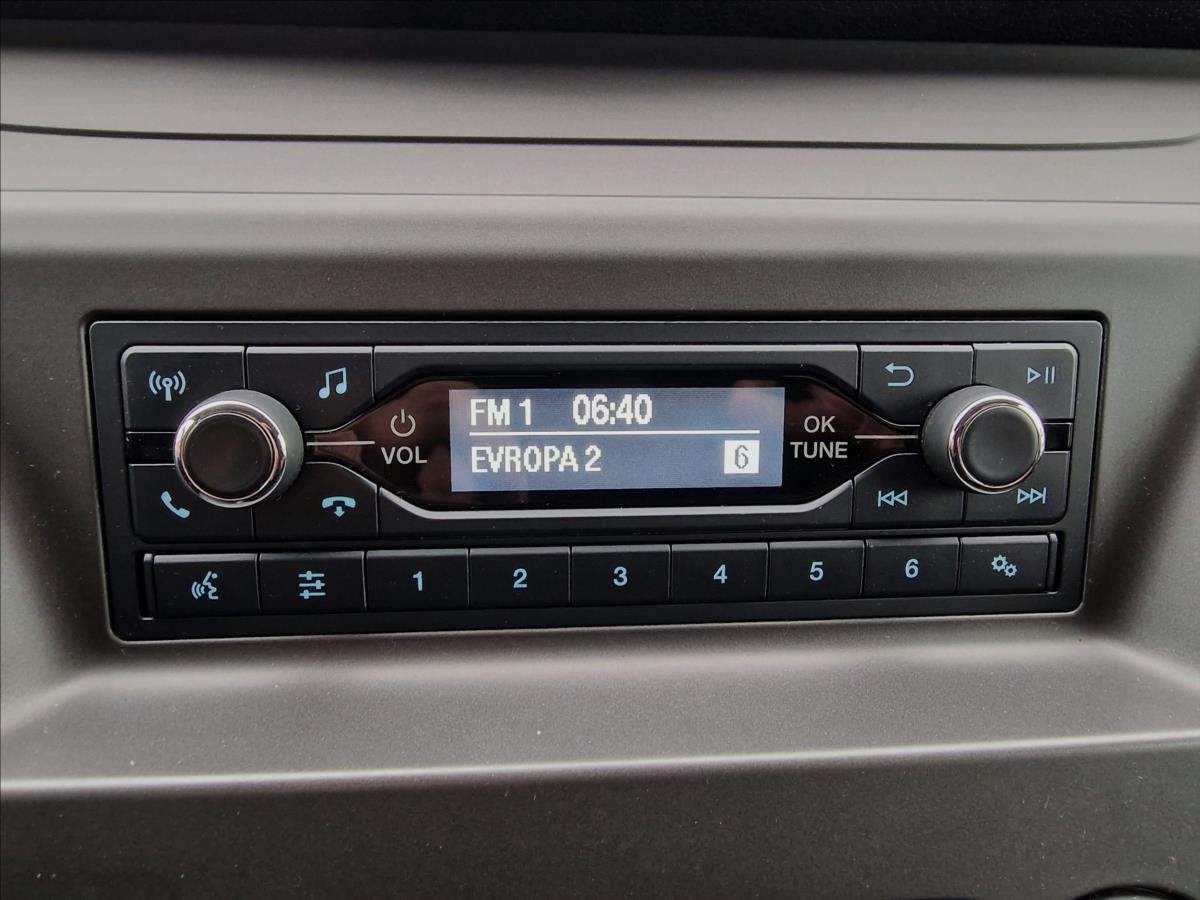 FM 1 06:40
EVROPA 2 6
VOL
OK
TUNE
1 2 3 4 5 6